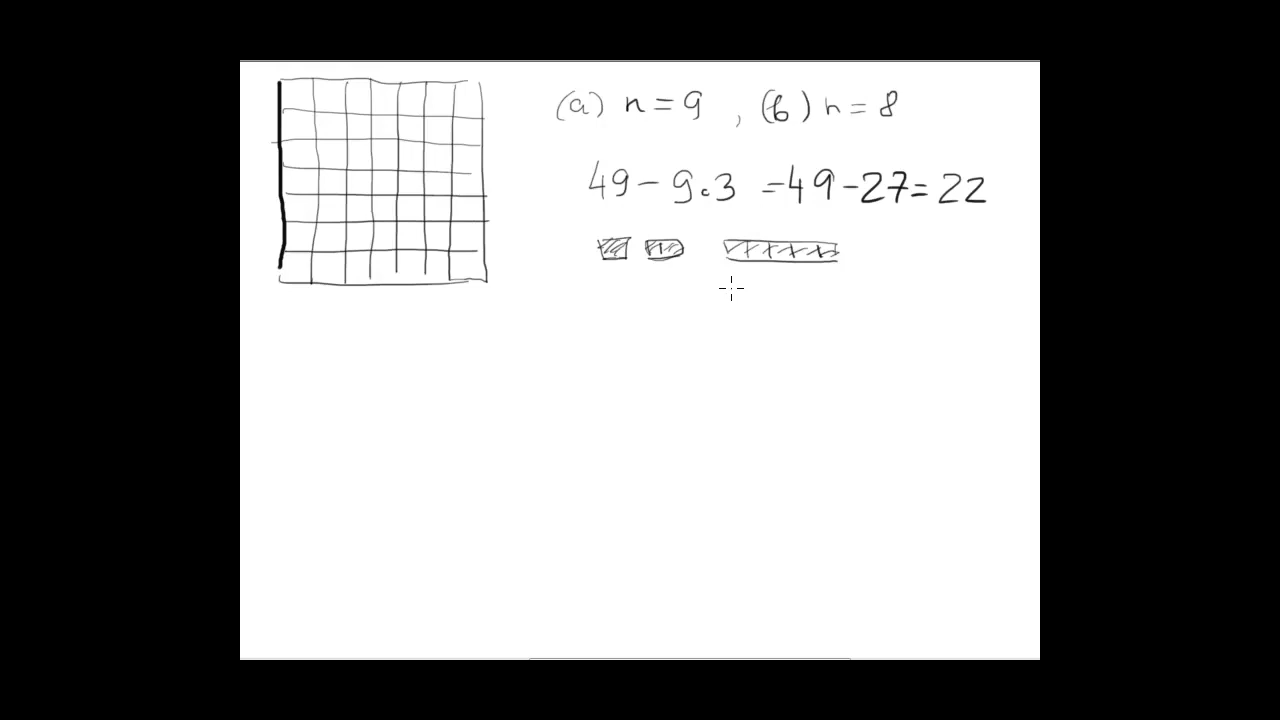 (a) n = 9 , (b) n = 8
49 - 9.3 = 49 - 27 = 22